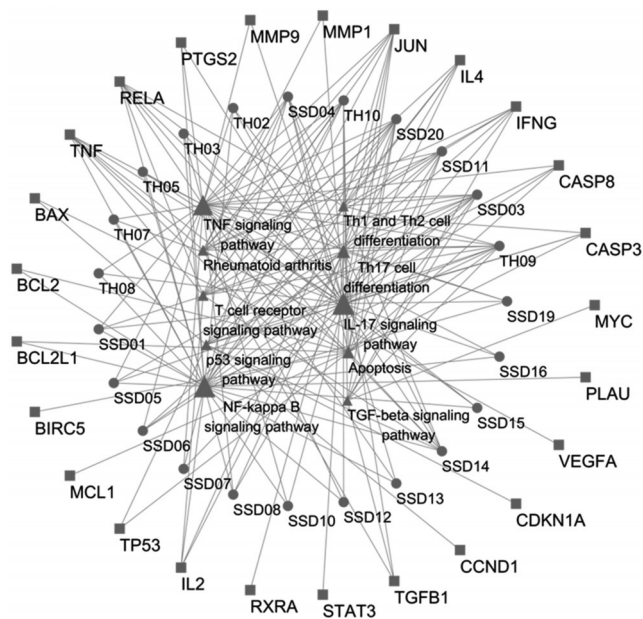 MMP9
MMP1
JUN
PTGS2
IL4
RELA
TH02
SSD04
TH10
IFNG
TNF
TH03
SSD20
SSD11
CASP8
TH05
SSD03
BAX
TH07
TNF signaling
pathway
Th1 and Th2 cell
differentiation
CASP3
TH09
Rheumatoid arthritis
Th17 cell
differentiation
BCL2
TH08
T cell receptor
signaling pathway
IL-17 signaling
pathway
SSD19
MYC
BCL2L1
SSD01
p53 signaling
pathway
Apoptosis
SSD16
PLAU
SSD05
NF-kappa B
signaling pathway
TGF-beta signaling
pathway
SSD15
BIRC5
SSD06
VEGFA
SSD14
MCL1
SSD07
SSD13
SSD08
SSD10
SSD12
CDKN1A
TP53
CCND1
IL2
RXRA
STAT3
TGFB1